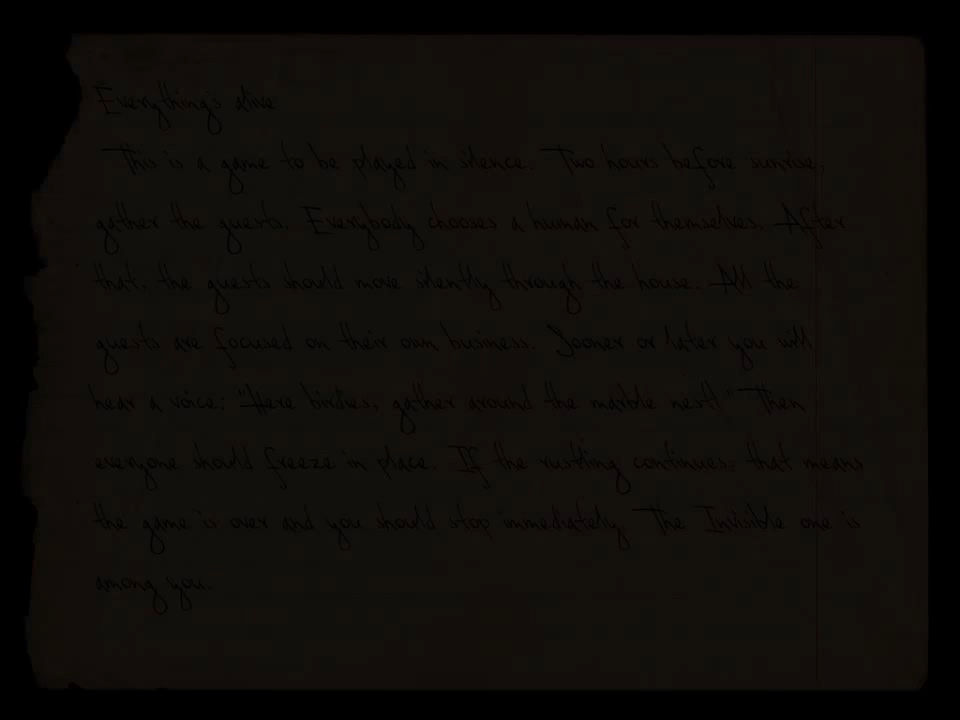 Everything's alive
This is a game to be played in silence. Two hours before sunrise,
gather the guests. Everybody chooses a human for themselves. After
that, the guests should move silently through the house. All the
guests are focused on their own business. Sooner or later you will
hear a voice: "Here birdies, gather around the marble nest!" Then
everyone should freeze in place. If the rustling continues, that means
the game is over and you should stop immediately. The Invisible one is
among you.